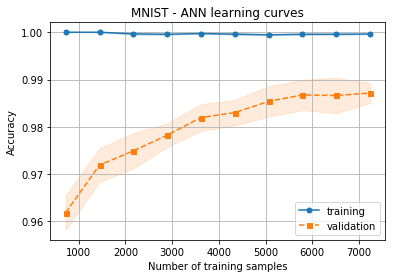 MNIST - ANN learning curves
Accuracy
1.00
0.99
0.98
0.97
0.96
training
validation
1000 2000 3000 4000 5000 6000 7000
Number of training samples